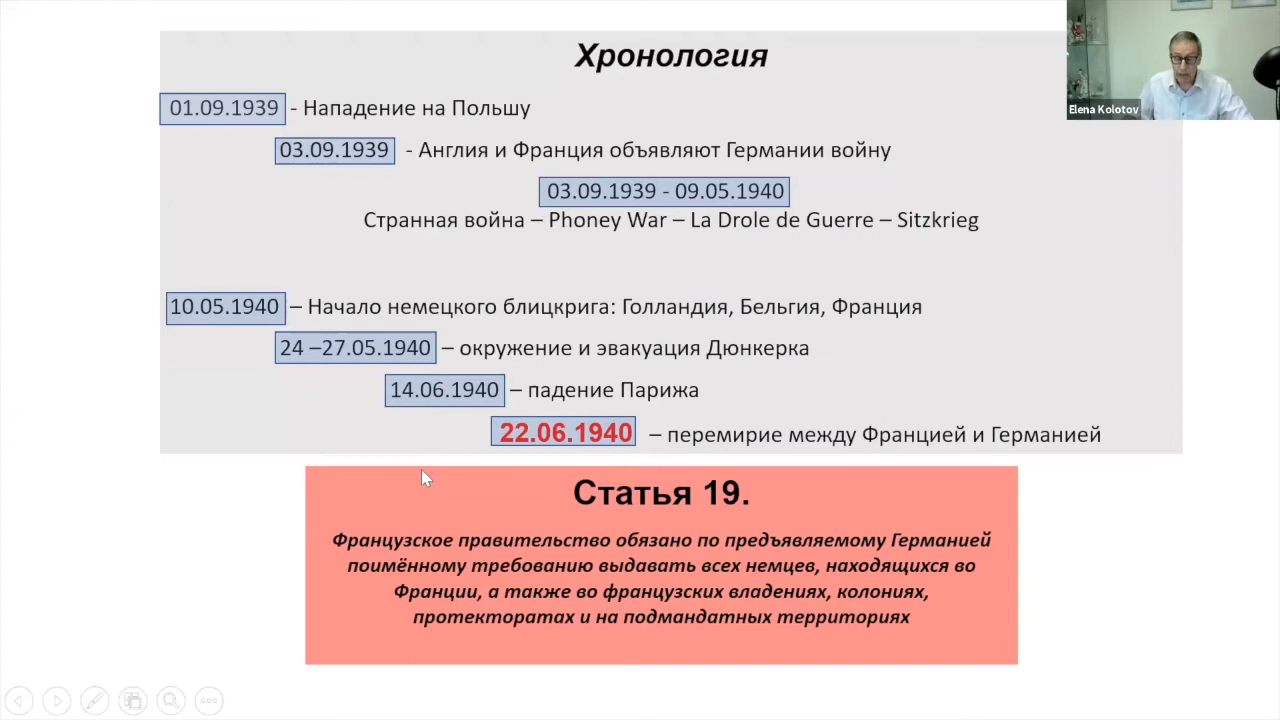 Хронология
Elena Kolotov
01.09.1939 - Нападение на Польшу
03.09.1939 - Англия и Франция объявляют Германии войну
03.09.1939 - 09.05.1940
Странная война – Phoney War – La Drole de Guerre – Sitzkrieg
10.05.1940 – Начало немецкого блицкрига: Голландия, Бельгия, Франция
24 –27.05.1940 – окружение и эвакуация Дюнкерка
14.06.1940 – падение Парижа
22.06.1940 – перемирие между Францией и Германией
Статья 19.
Французское правительство обязано по предъявляемому Германией
поимённому требованию выдавать всех немцев, находящихся во
Франции, а также во французских владениях, колониях,
протекторатах и на подмандатных территориях